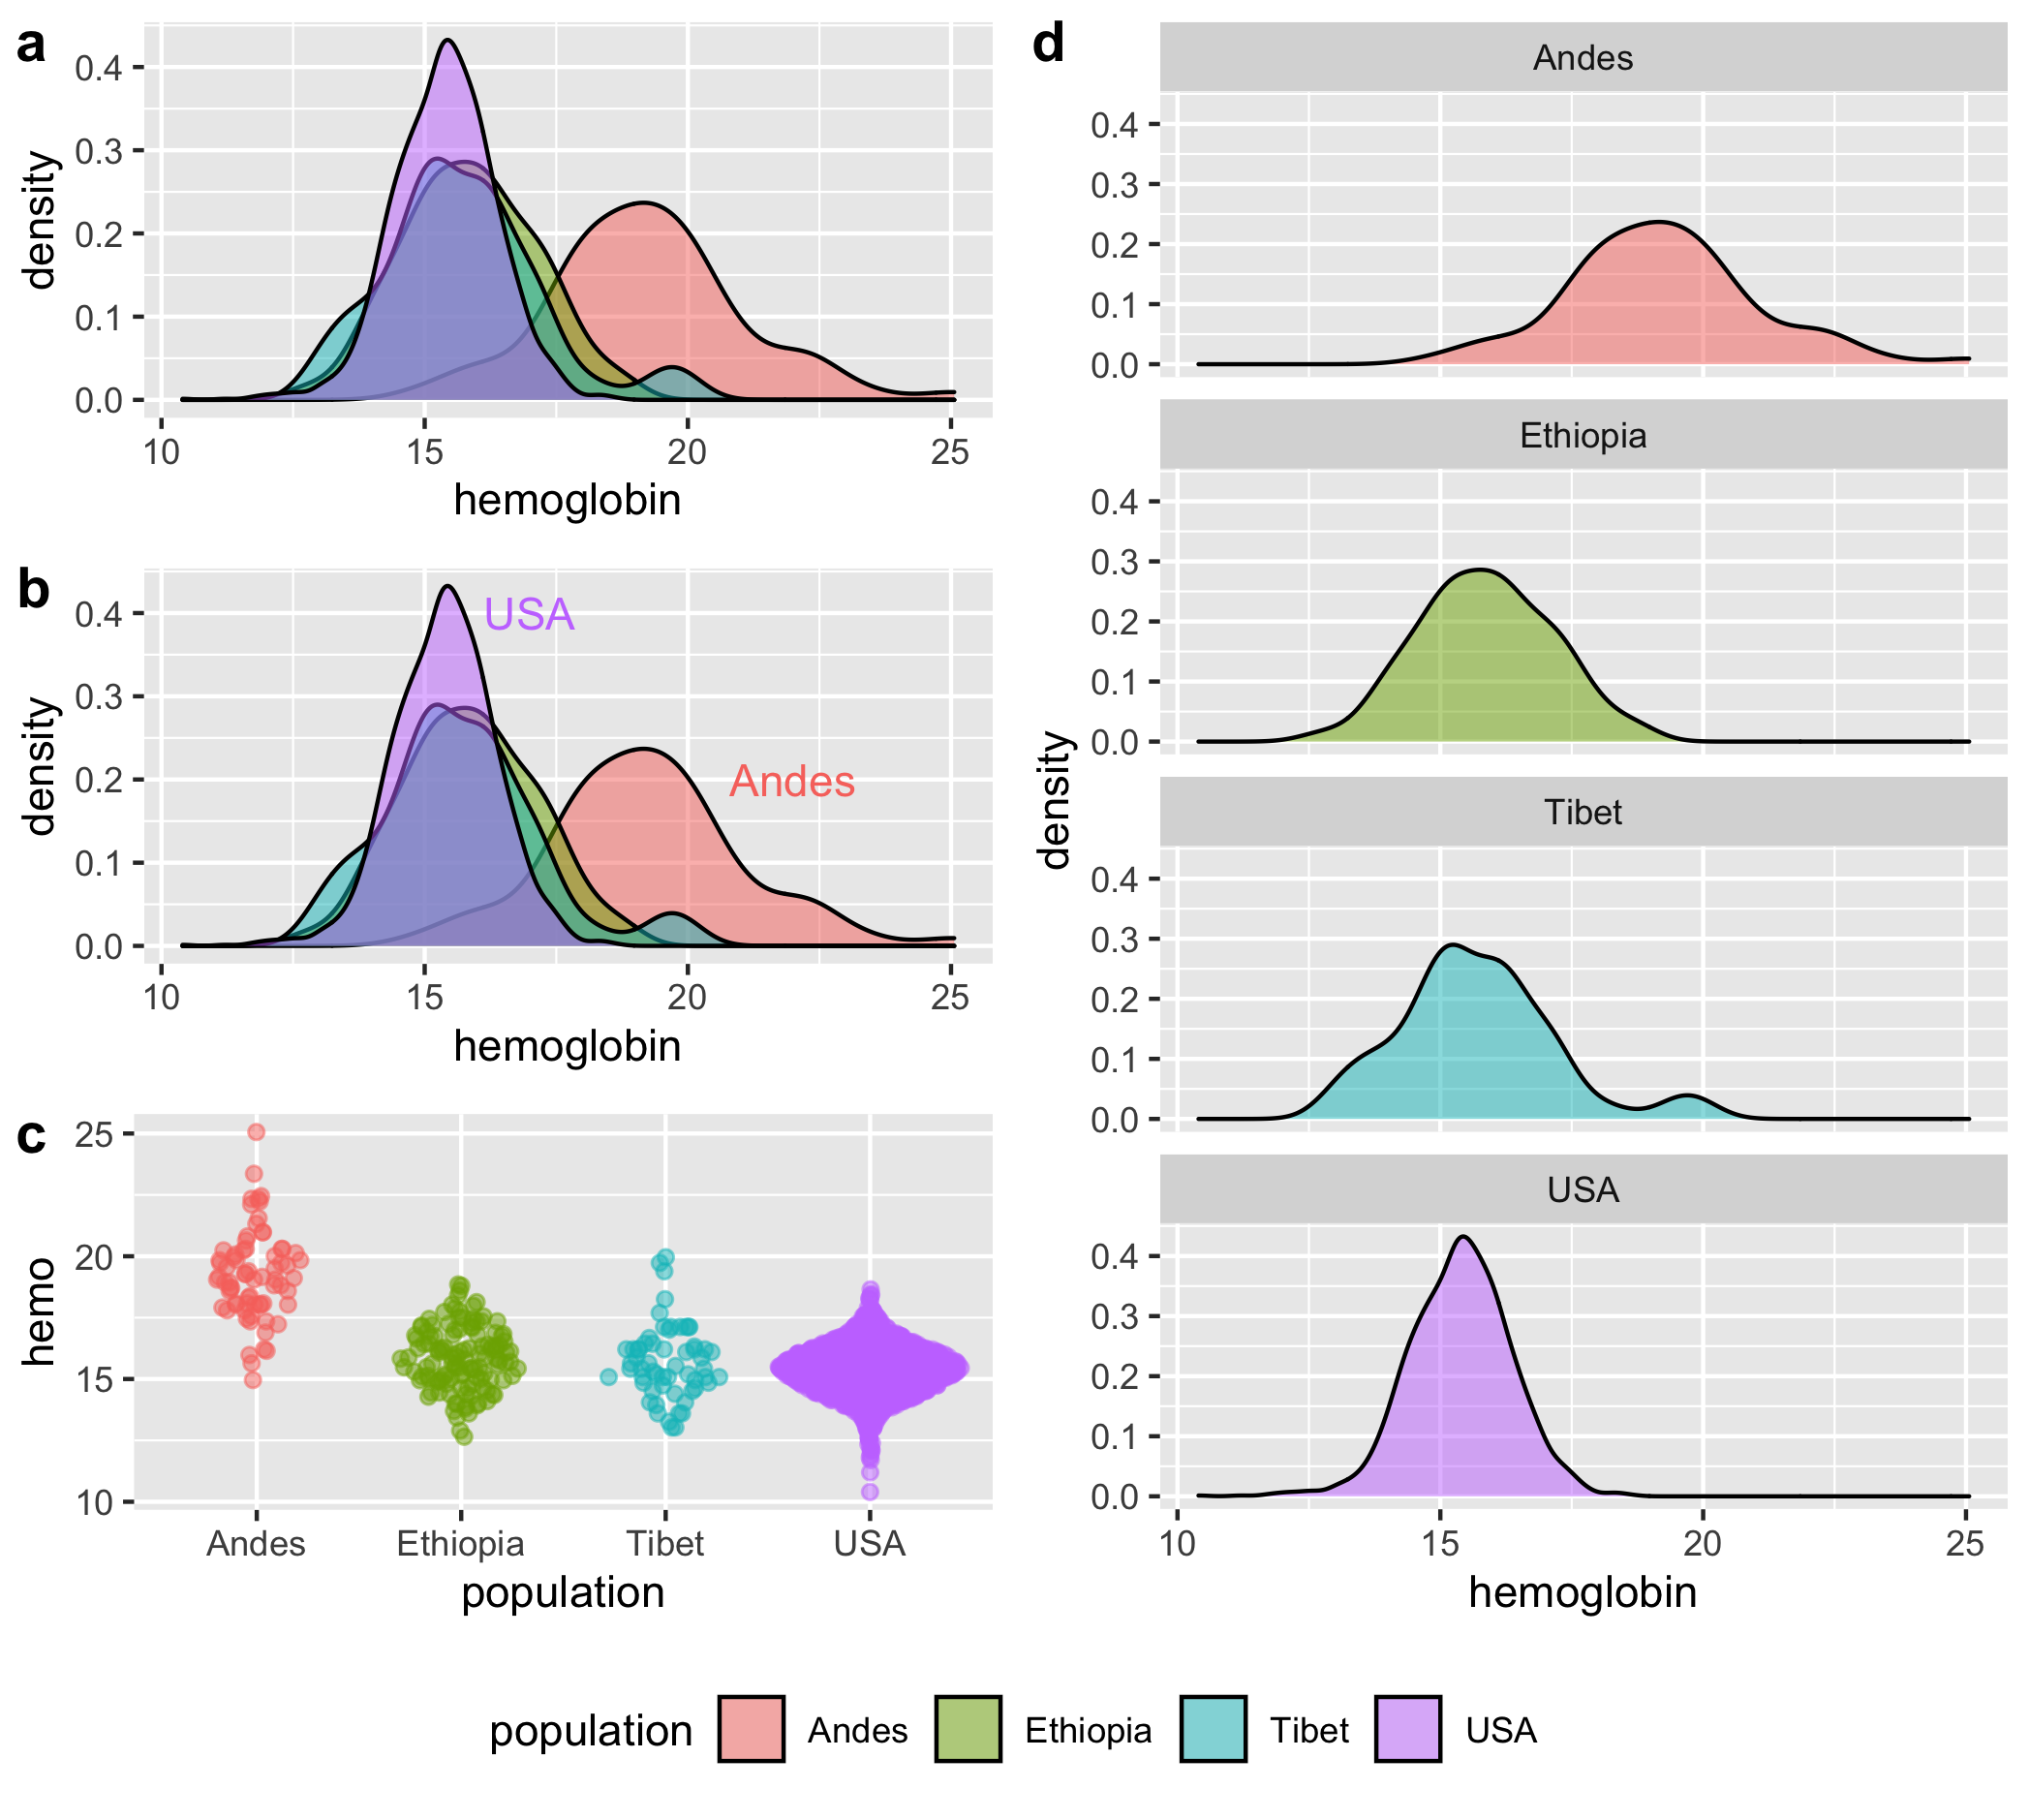 a
density
0.4
0.3
0.2
0.1
0.0
10 15 20 25
hemoglobin
b
density
0.4
0.3
0.2
0.1
0.0
USA
Andes
10 15 20 25
hemoglobin
c
hemo
25
20
15
10
Andes Ethiopia Tibet USA
population
d
density
Andes
0.4
0.3
0.2
0.1
0.0
Ethiopia
0.4
0.3
0.2
0.1
0.0
Tibet
0.4
0.3
0.2
0.1
0.0
USA
0.4
0.3
0.2
0.1
0.0
10 15 20 25
hemoglobin
population Andes Ethiopia Tibet USA